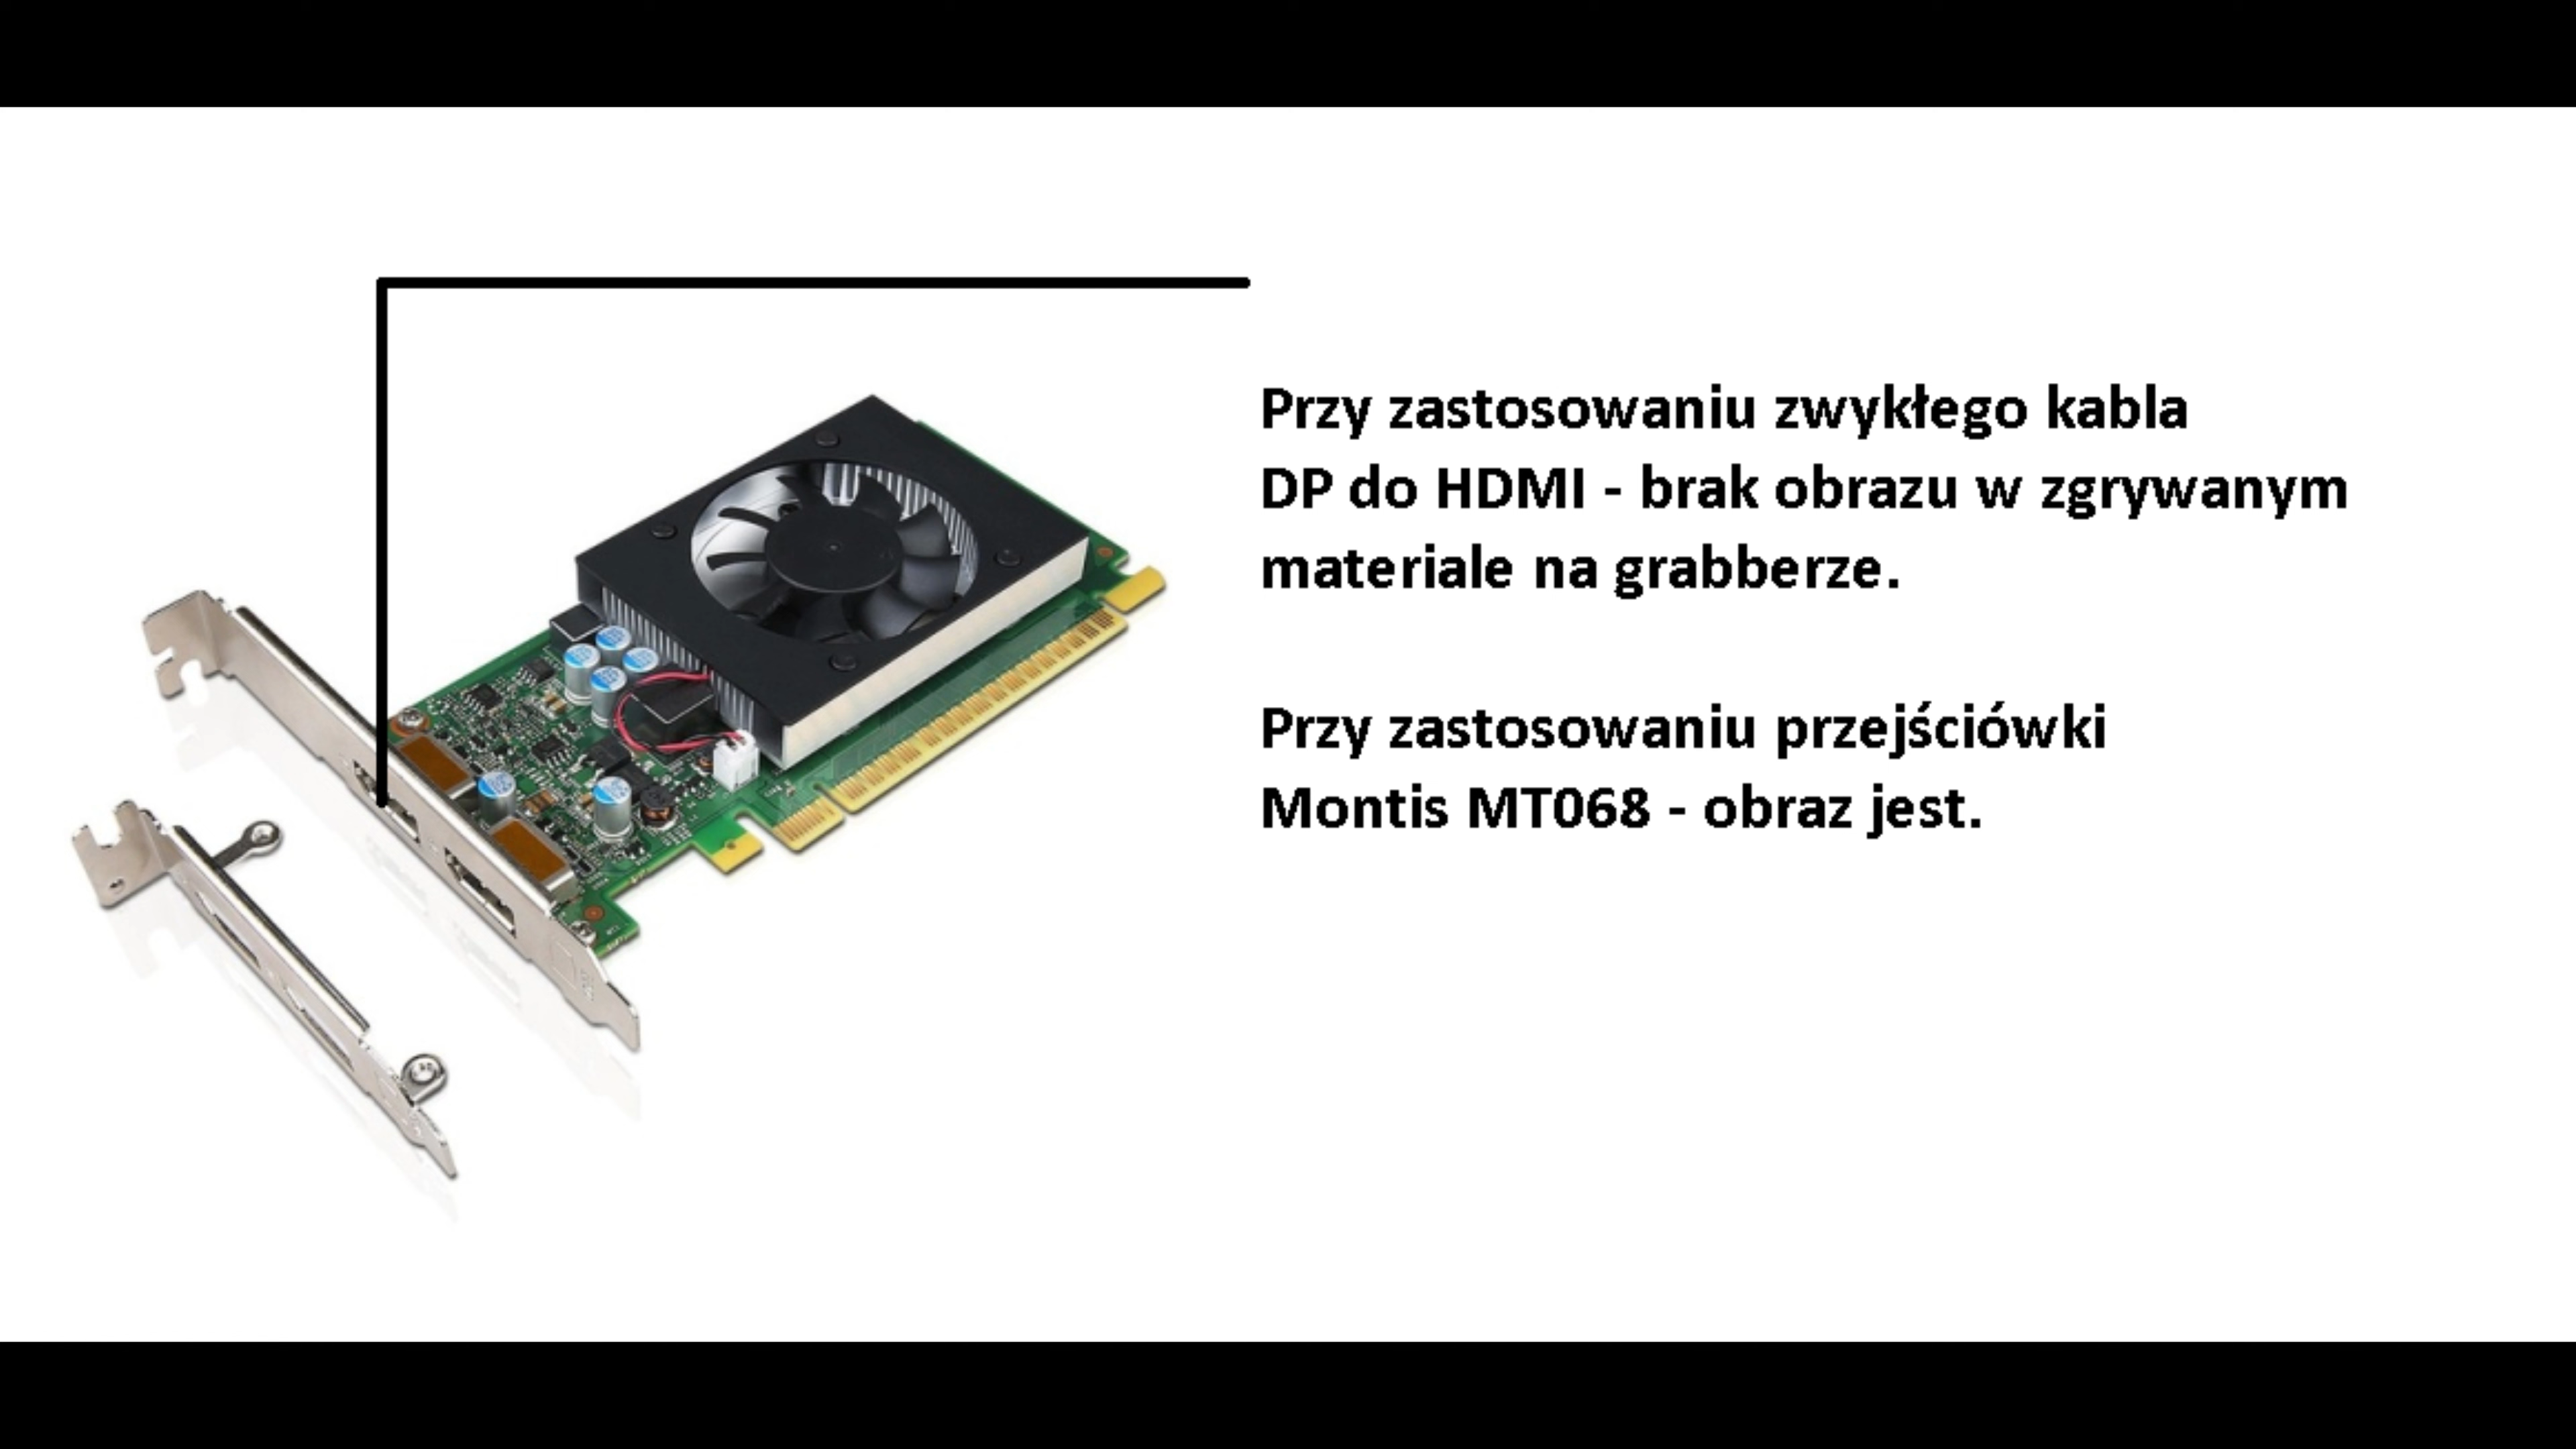 Przy zastosowaniu zwykłego kabla
DP do HDMI - brak obrazu w zgrywanym
materiale na grabberze.
Przy zastosowaniu przejściówki
Montis MT068 - obraz jest.